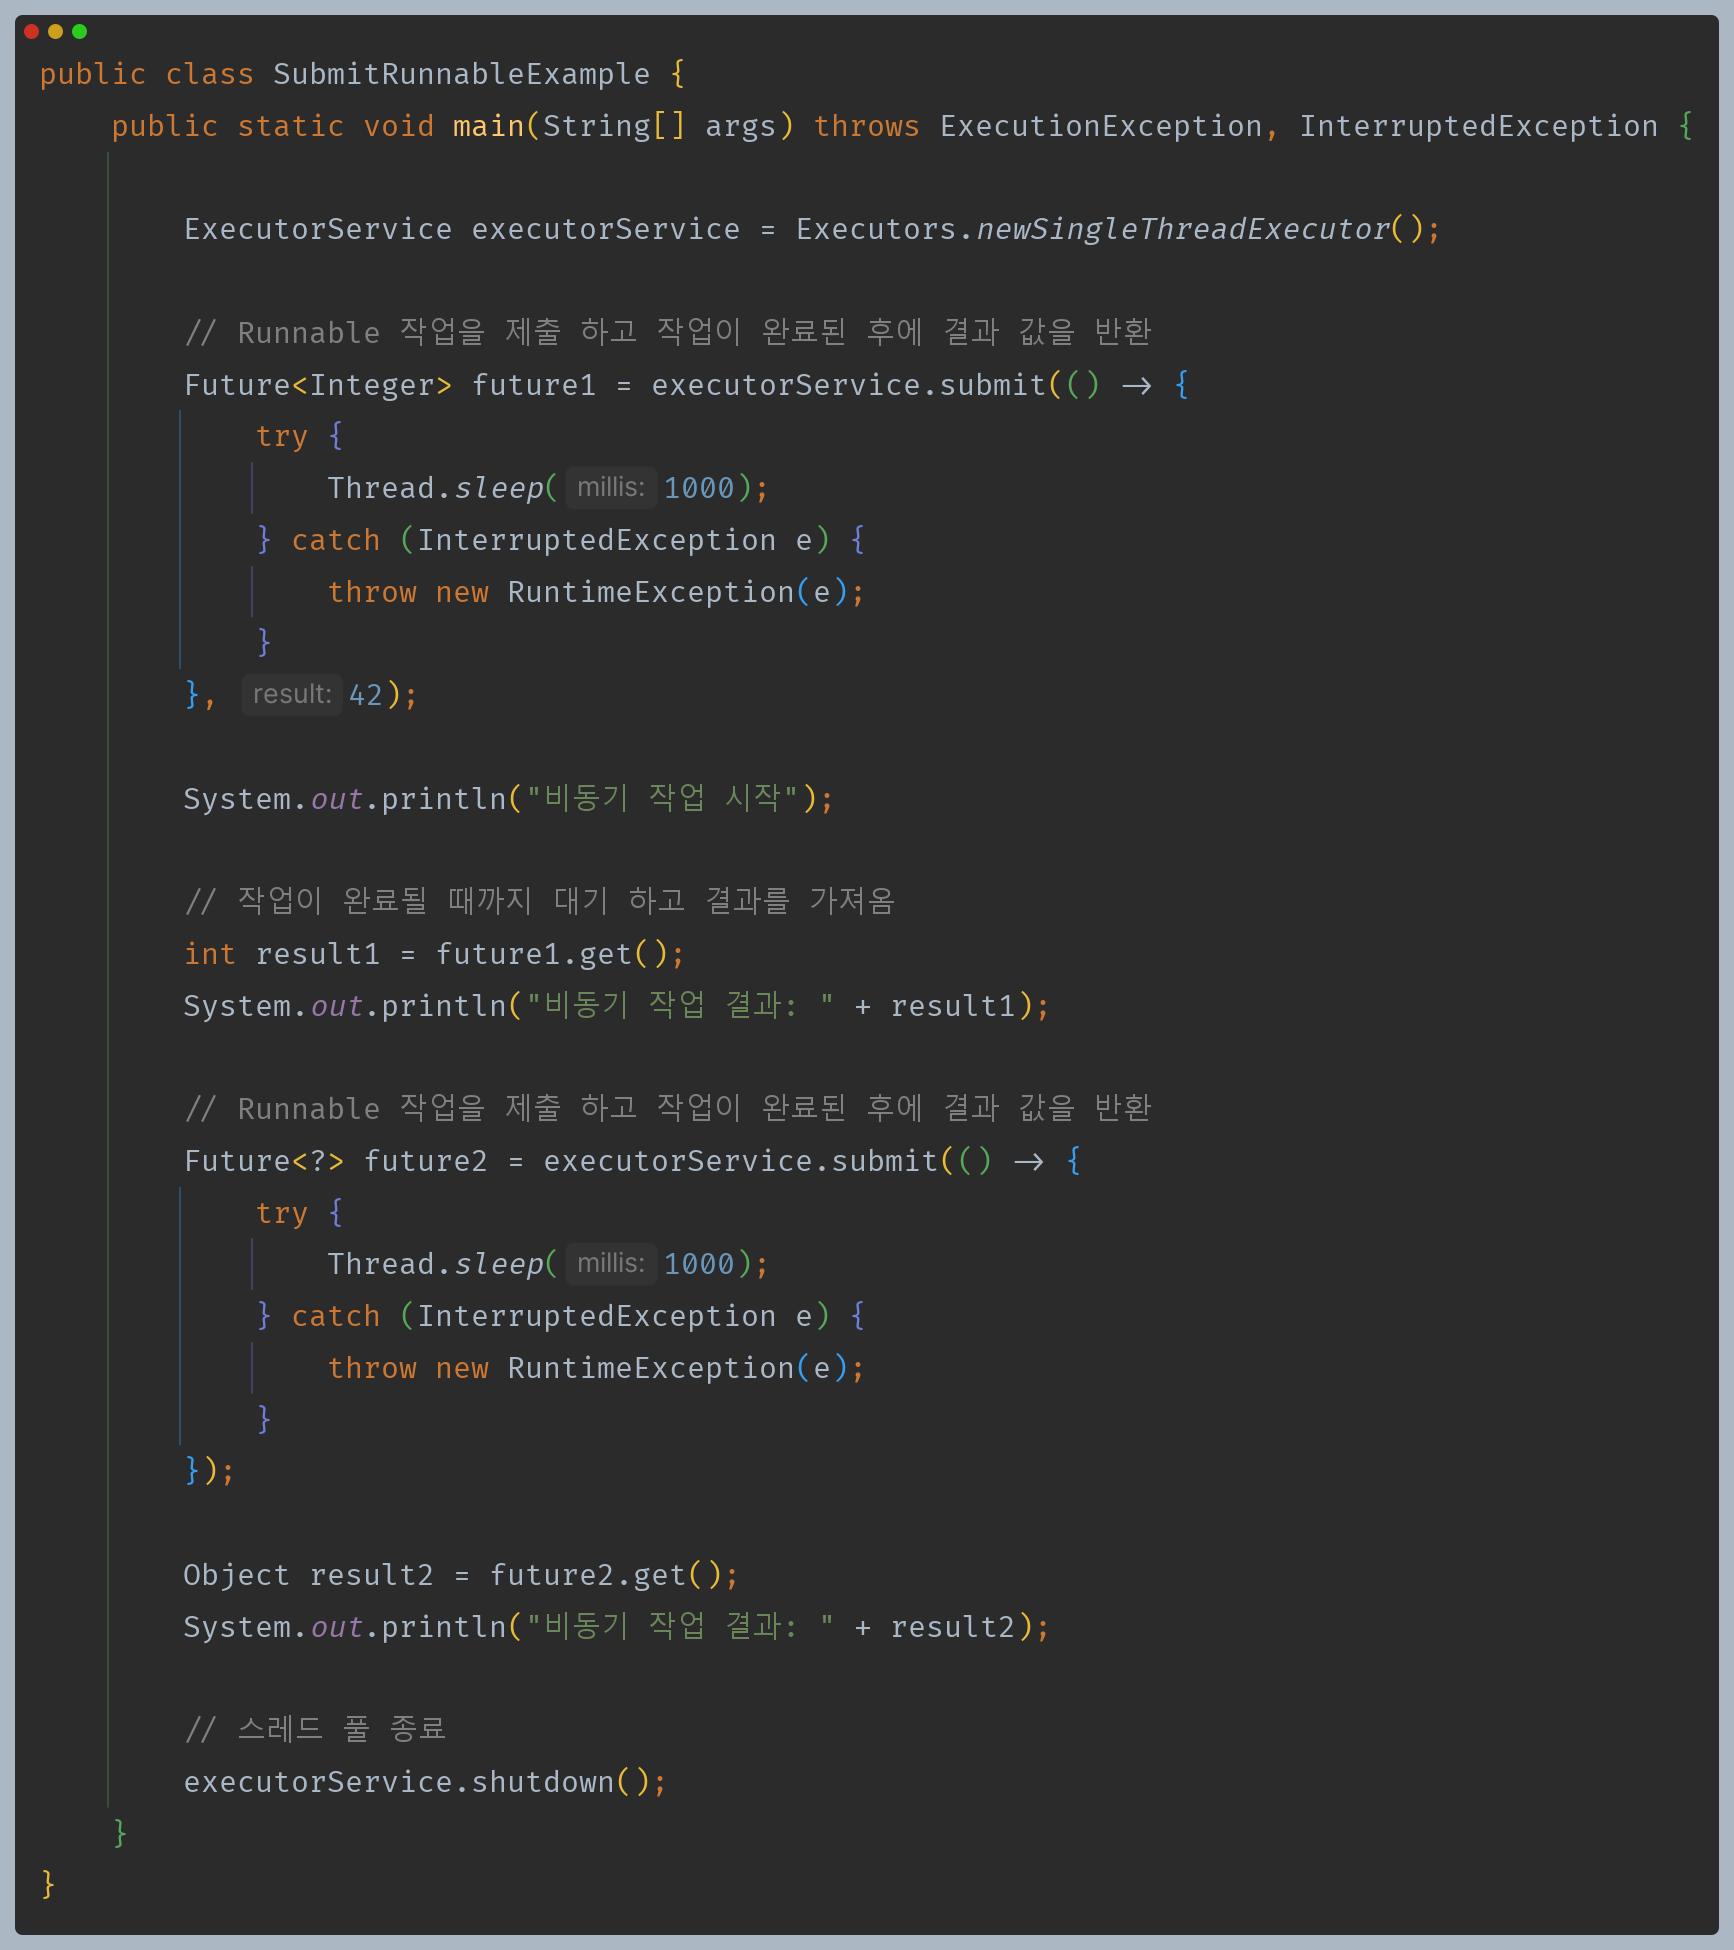 public class SubmitRunnableExample {
    public static void main(String[] args) throws ExecutionException, InterruptedException {

        ExecutorService executorService = Executors.newSingleThreadExecutor();

        // Runnable 작업을 제출 하고 작업이 완료된 후에 결과 값을 반환
        Future<Integer> future1 = executorService.submit(() -> {
            try {
                Thread.sleep( millis: 1000);
            } catch (InterruptedException e) {
                throw new RuntimeException(e);
            }
        }, result: 42);

        System.out.println("비동기 작업 시작");

        // 작업이 완료될 때까지 대기 하고 결과를 가져옴
        int result1 = future1.get();
        System.out.println("비동기 작업 결과: " + result1);

        // Runnable 작업을 제출 하고 작업이 완료된 후에 결과 값을 반환
        Future<?> future2 = executorService.submit(() -> {
            try {
                Thread.sleep( millis: 1000);
            } catch (InterruptedException e) {
                throw new RuntimeException(e);
            }
        });

        Object result2 = future2.get();
        System.out.println("비동기 작업 결과: " + result2);

        // 스레드 풀 종료
        executorService.shutdown();
    }
}